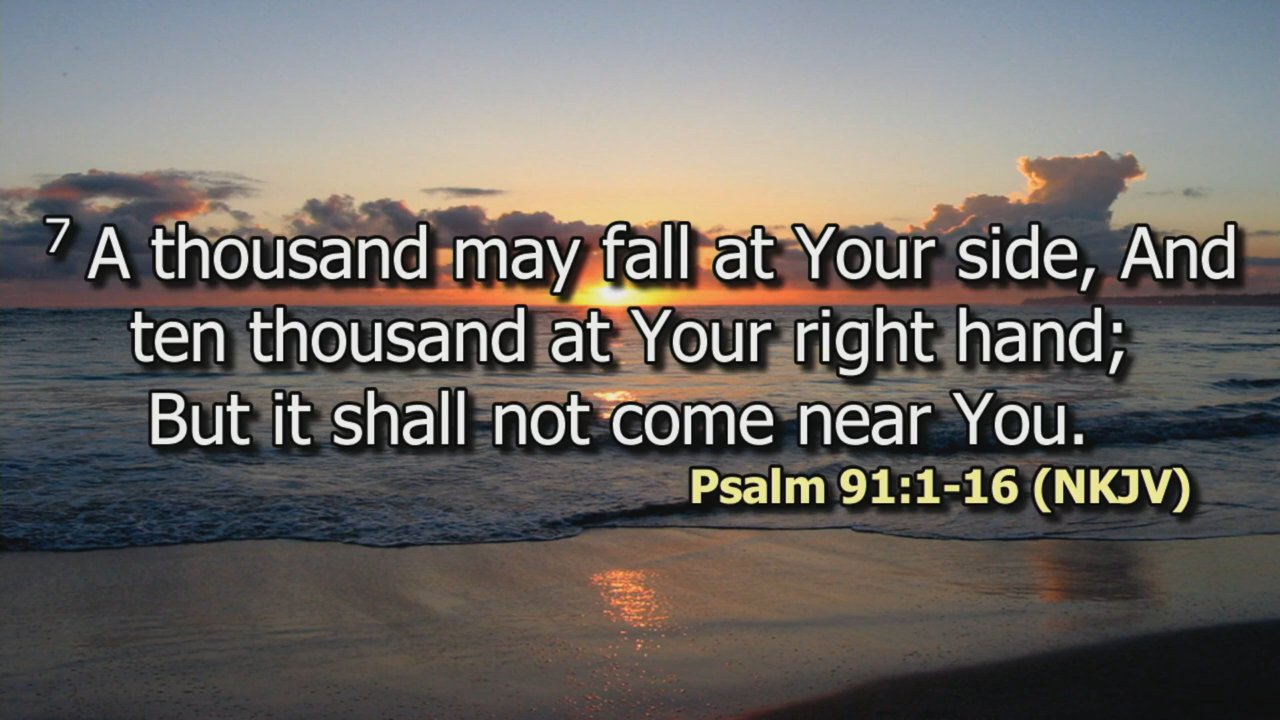 7 A thousand may fall at Your side, And
ten thousand at Your right hand;
But it shall not come near You.
Psalm 91:1-16 (NKJV)